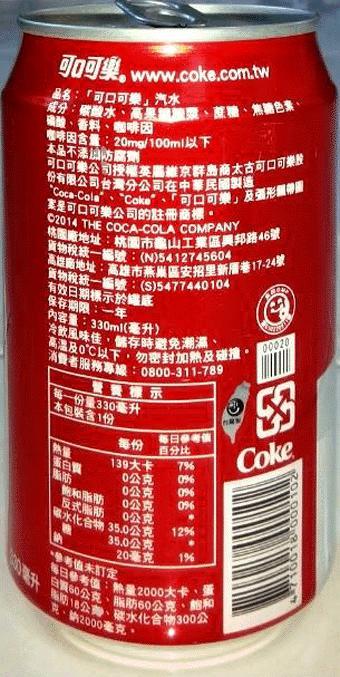 可口可樂® www.coke.com.tw
品名：「可口可樂」汽水
成分：碳酸水、高果糖糖漿、蔗糖、焦糖色素、
磷酸、香料、咖啡因
咖啡因含量：20mg/100ml以下
本品不添加防腐劑
可口可樂公司授權英屬維京群島商太古可口可樂股
份有限公司台灣分公司在中華民國製造
"Coca-Cola"、"Coke"、「可口可樂」及弧形飄帶圖
案是可口可樂公司的註冊商標。
©2014 THE COCA-COLA COMPANY
桃園廠地址：桃園市龜山工業區興邦路46號
貨物稅統一編號：(N)5412745604
高雄廠地址：高雄市燕巢區安招里新厝巷17-24號
貨物稅統一編號：(S)5477440104
有效日期標示於罐底
保存期限：一年
內容量：330ml(毫升)
冷飲風味佳，儲存時避免潮濕、
高溫及0℃以下，勿密封加熱及碰撞。
消費者服務專線：0800-311-789
00020
營養標示
每一份量330毫升
本包裝含1份
每份 每日參考值百分比
熱量 139大卡 7%
蛋白質 0公克 0%
脂肪 0公克 0%
飽和脂肪 0公克 0%
反式脂肪 0公克 *
碳水化合物 35.0公克 12%
糖 35.0公克 *
鈉 20毫克 1%
*參考值未訂定
每日參考值：熱量2000大卡、蛋
白質60公克、脂肪60公克、飽和
脂肪18公克、碳水化合物300公
克、鈉2000毫克。
台灣製
Coke
4710018000102
毫升